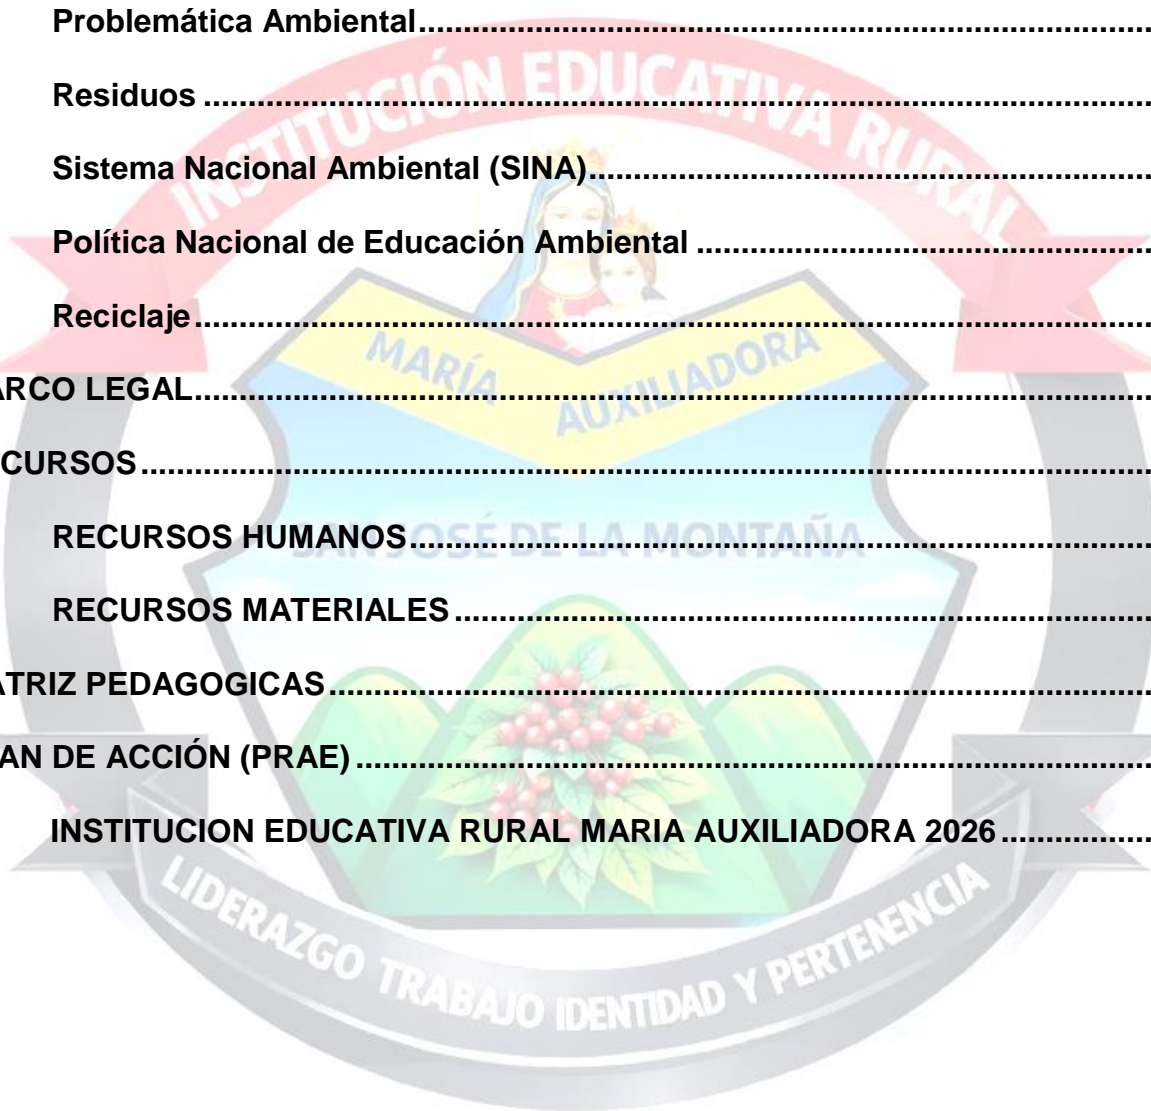 Problemática Ambiental................................................................................
Residuos................................................................................
Sistema Nacional Ambiental (SINA)................................................................................
Política Nacional de Educación Ambiental................................................................................
Reciclaje................................................................................
ARCO LEGAL................................................................................
CURSOS................................................................................
RECURSOS HUMANOS................................................................................
RECURSOS MATERIALES................................................................................
ATRIZ PEDAGOGICAS................................................................................
AN DE ACCIÓN (PRAE)................................................................................
INSTITUCION EDUCATIVA RURAL MARIA AUXILIADORA 2026.................
INSTITUCIÓN EDUCATIVA RURAL
MARÍA AUXILIADORA
SAN JOSÉ DE LA MONTAÑA
LIDERAZGO TRABAJO IDENTIDAD Y PERTENENCIA